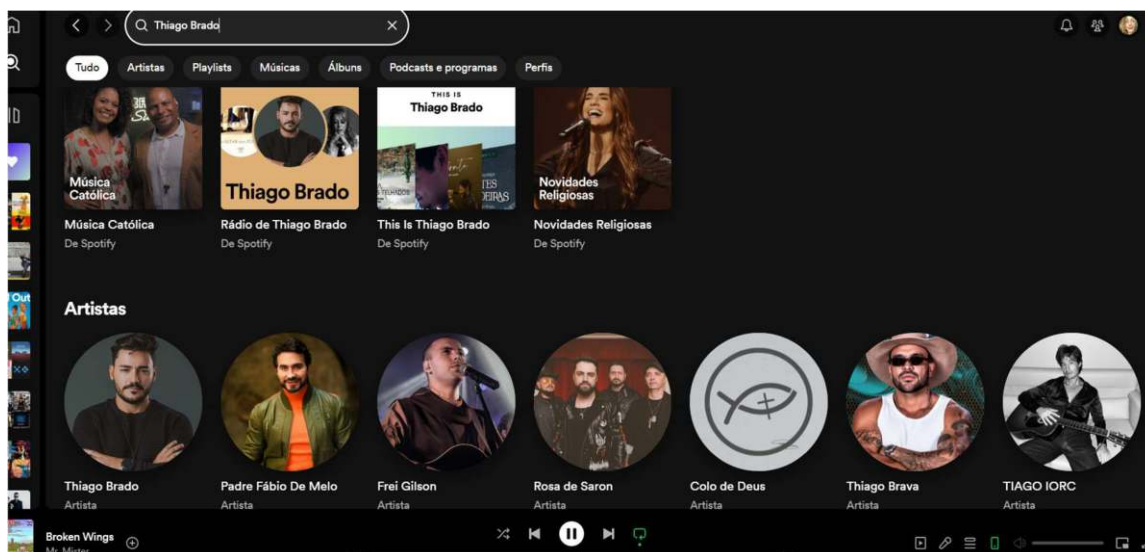 Thiago Brado
Tudo Artistas Playlists Músicas Álbuns Podcasts e programas Perfis
Música
Católica
Música Católica
De Spotify
Thiago Brado
Rádio de Thiago Brado
De Spotify
THIS IS
Thiago Brado
This Is Thiago Brado
De Spotify
Novidades
Religiosas
Novidades Religiosas
De Spotify
Artistas
Thiago Brado
Artista
Padre Fábio De Melo
Artista
Frei Gilson
Artista
Rosa de Saron
Artista
Colo de Deus
Artista
Thiago Brava
Artista
TIAGO IORC
Artista
Broken Wings
Mr. Mister